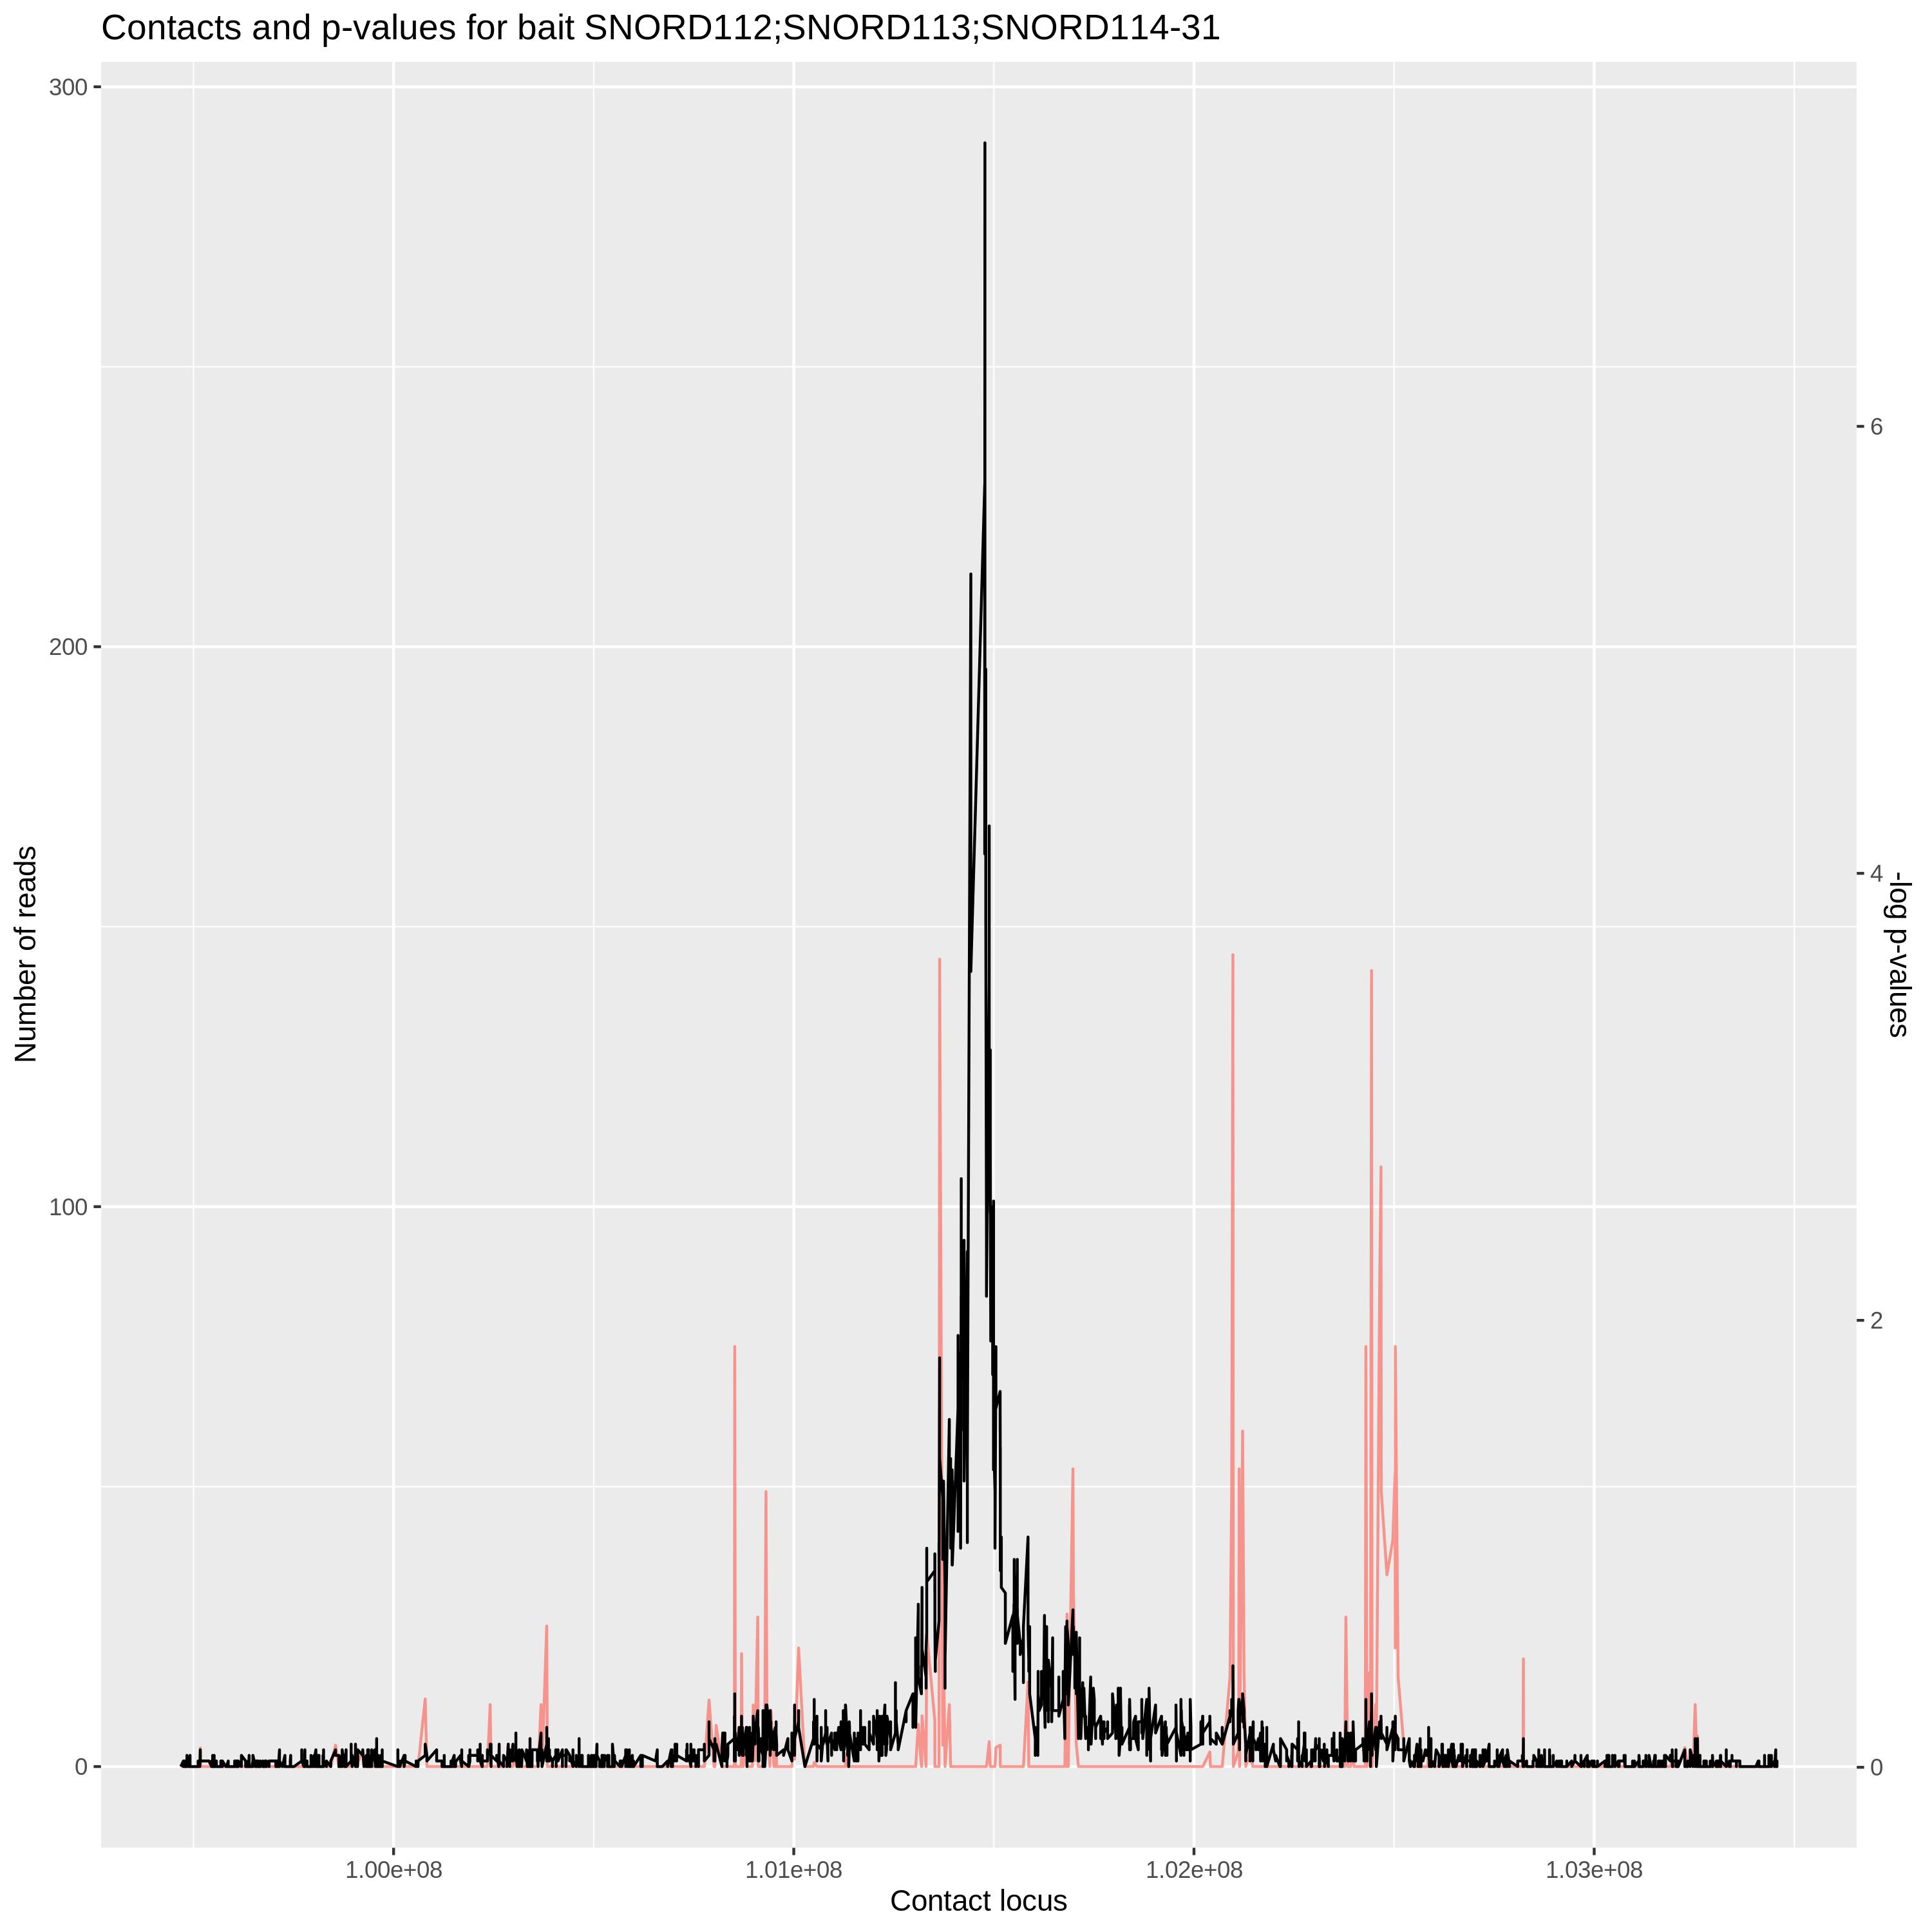 Contacts and p-values for bait SNORD112;SNORD113;SNORD114-31
300
200
100
0
Number of reads
6
4
2
0
-log p-values
1.00e+08
1.01e+08
1.02e+08
1.03e+08
Contact locus